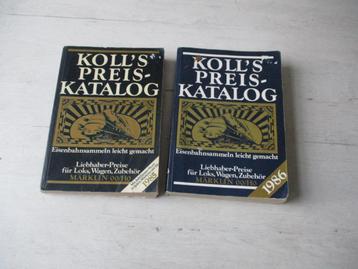 KOLL'S
PREIS-
KATALOG
Eisenbahnsammeln leicht gemacht
Liebhaber-Preise
für Loks, Wagen, Zubehör
MÄRKLIN 00/H0
1985
KOLL'S
PREIS-
KATALOG
Eisenbahnsammeln leicht gemacht
Liebhaber-Preise
für Loks, Wagen, Zubehör
MÄRKLIN 00/H0
1986